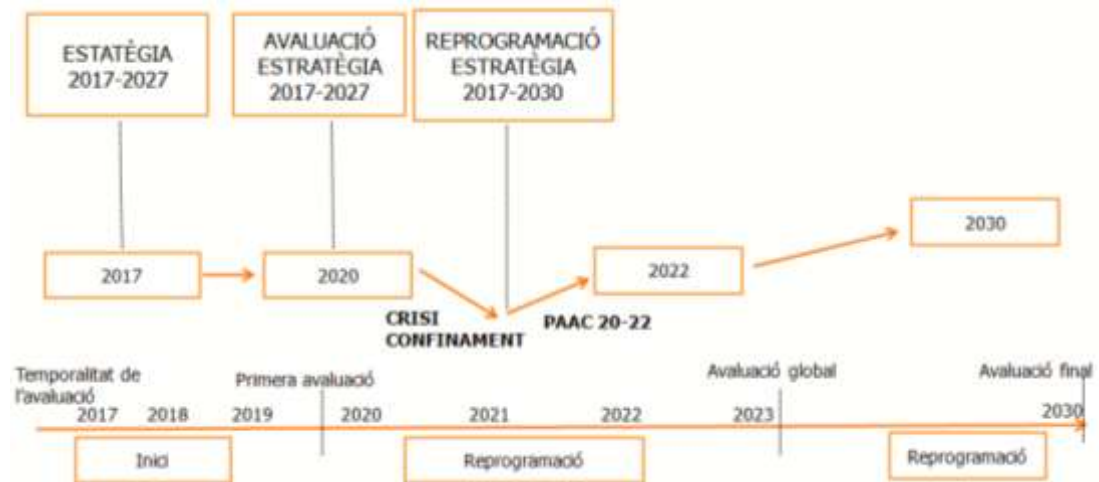 ESTATÈGIA
2017-2027
AVALUACIÓ
ESTRATÈGIA
2017-2027
REPROGRAMACIÓ
ESTRATÈGIA
2017-2030
2017
2020
2022
2030
CRISI
CONFINAMENT
PAAC 20-22
Temporalitat de
l'avaluació
Primera avaluació
Avaluació global
Avaluació final
2017 2018 2019 2020 2021 2022 2023 2030
Inici
Reprogramació
Reprogramació